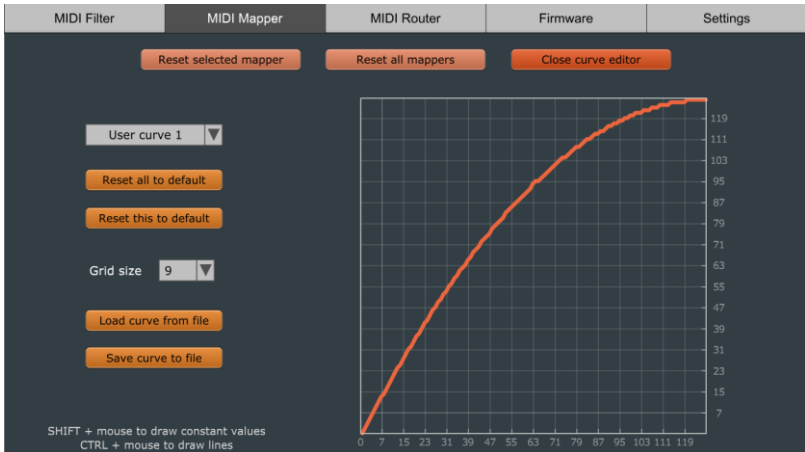 MIDI Filter MIDI Mapper MIDI Router Firmware Settings
Reset selected mapper Reset all mappers Close curve editor
User curve 1
Reset all to default
Reset this to default
Grid size 9
Load curve from file
Save curve to file
SHIFT + mouse to draw constant values
CTRL + mouse to draw lines
119
111
103
95
87
79
71
63
55
47
39
31
23
15
7
0 7 15 23 31 39 47 55 63 71 79 87 95 103 111 119